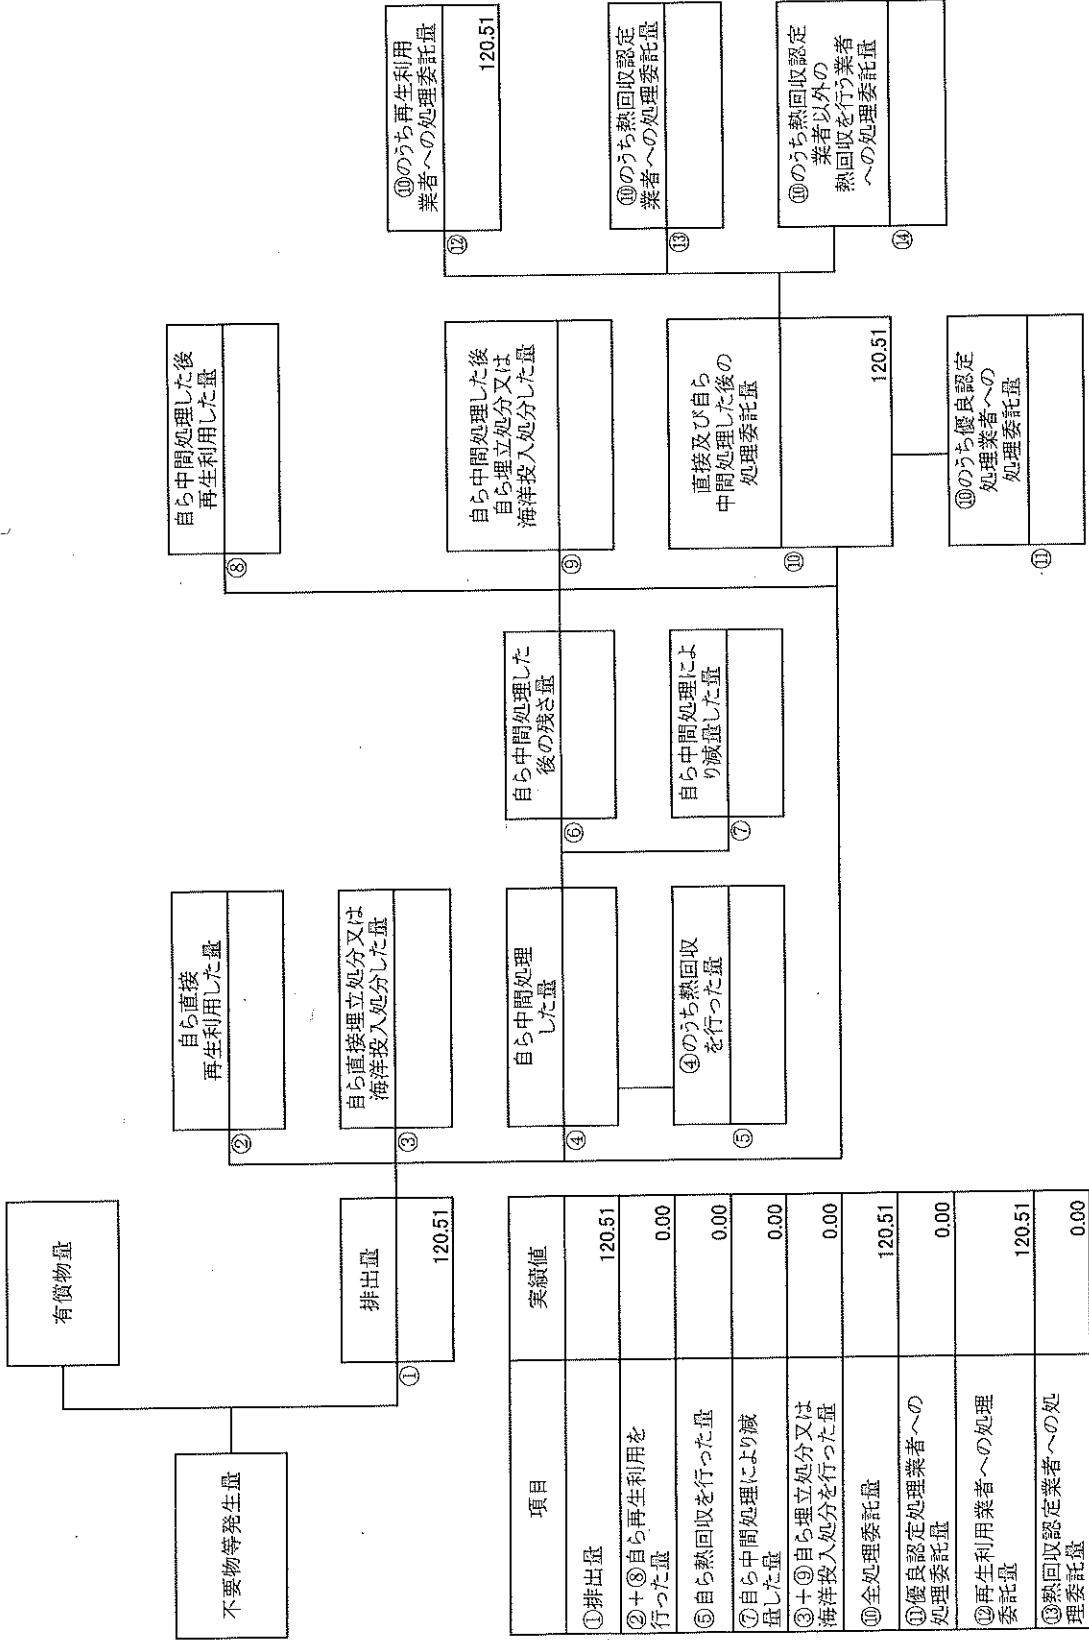 不要物等発生量
有償物量
①
排出量
120.51
②
自ら直接
再生利用した量
③
自ら直接埋立処分又は
海洋投入処分した量
④
自ら中間処理
した量
⑤
④のうち熱回収
を行った量
⑥
自ら中間処理した
後の残さ量
⑦
自ら中間処理によ
り減量した量
⑧
自ら中間処理した後
再生利用した量
⑨
自ら中間処理した後
自ら埋立処分又は
海洋投入処分した量
⑩
直接及び自ら
中間処理した後の
処理委託量
120.51
⑪
⑩のうち優良認定
処理業者への
処理委託量
⑫
⑩のうち再生利用
業者への処理委託量
120.51
⑬
⑩のうち熱回収認定
業者への処理委託量
⑭
⑩のうち熱回収認定
業者以外の
熱回収を行う業者
への処理委託量
項目 実績値
①排出量 120.51
②+⑧自ら再生利用を
行った量 0.00
⑤自ら熱回収を行った量 0.00
⑦自ら中間処理により減
量した量 0.00
③+⑨自ら埋立処分又は
海洋投入処分を行った量 0.00
⑩全処理委託量 120.51
⑪優良認定処理業者への
処理委託量 0.00
⑫再生利用業者への処理
委託量 120.51
⑬熱回収認定業者への処
理委託量 0.00